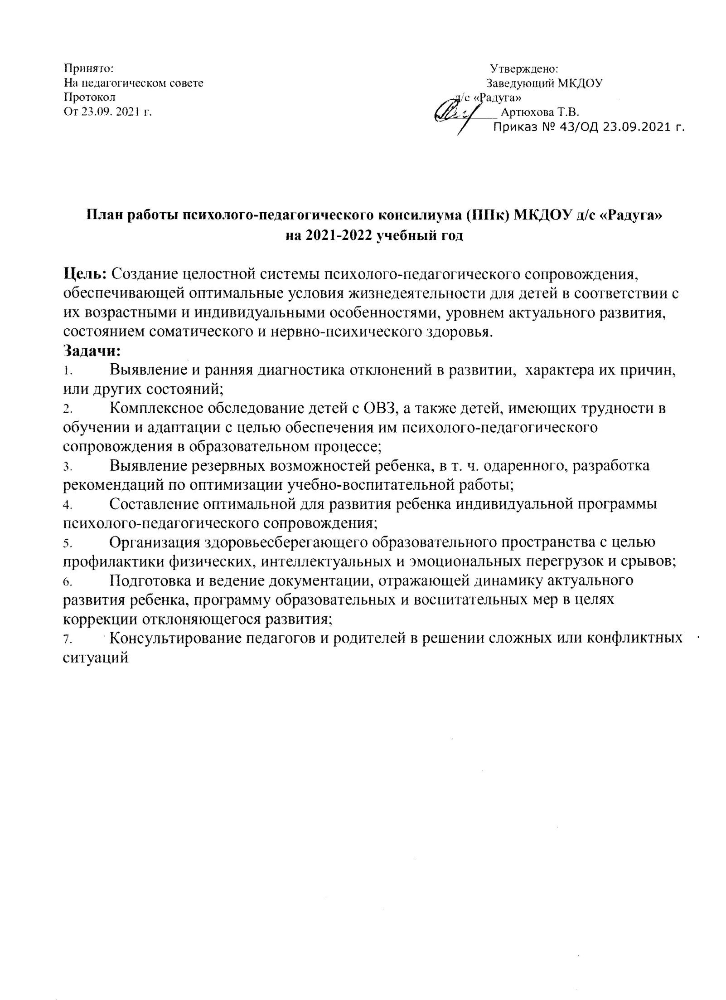 Принято:
На педагогическом совете
Протокол
От 23.09. 2021 г.
Утверждено:
Заведующий МКДОУ
д/с «Радуга»
________ Артюхова Т.В.
Приказ № 43/ОД 23.09.2021 г.
План работы психолого-педагогического консилиума (ППк) МКДОУ д/с «Радуга»
на 2021-2022 учебный год
Цель: Создание целостной системы психолого-педагогического сопровождения,
обеспечивающей оптимальные условия жизнедеятельности для детей в соответствии с
их возрастными и индивидуальными особенностями, уровнем актуального развития,
состоянием соматического и нервно-психического здоровья.
Задачи:
1. Выявление и ранняя диагностика отклонений в развитии, характера их причин,
или других состояний;
2. Комплексное обследование детей с ОВЗ, а также детей, имеющих трудности в
обучении и адаптации с целью обеспечения им психолого-педагогического
сопровождения в образовательном процессе;
3. Выявление резервных возможностей ребенка, в т. ч. одаренного, разработка
рекомендаций по оптимизации учебно-воспитательной работы;
4. Составление оптимальной для развития ребенка индивидуальной программы
психолого-педагогического сопровождения;
5. Организация здоровьесберегающего образовательного пространства с целью
профилактики физических, интеллектуальных и эмоциональных перегрузок и срывов;
6. Подготовка и ведение документации, отражающей динамику актуального
развития ребенка, программу образовательных и воспитательных мер в целях
коррекции отклоняющегося развития;
7. Консультирование педагогов и родителей в решении сложных или конфликтных
ситуаций